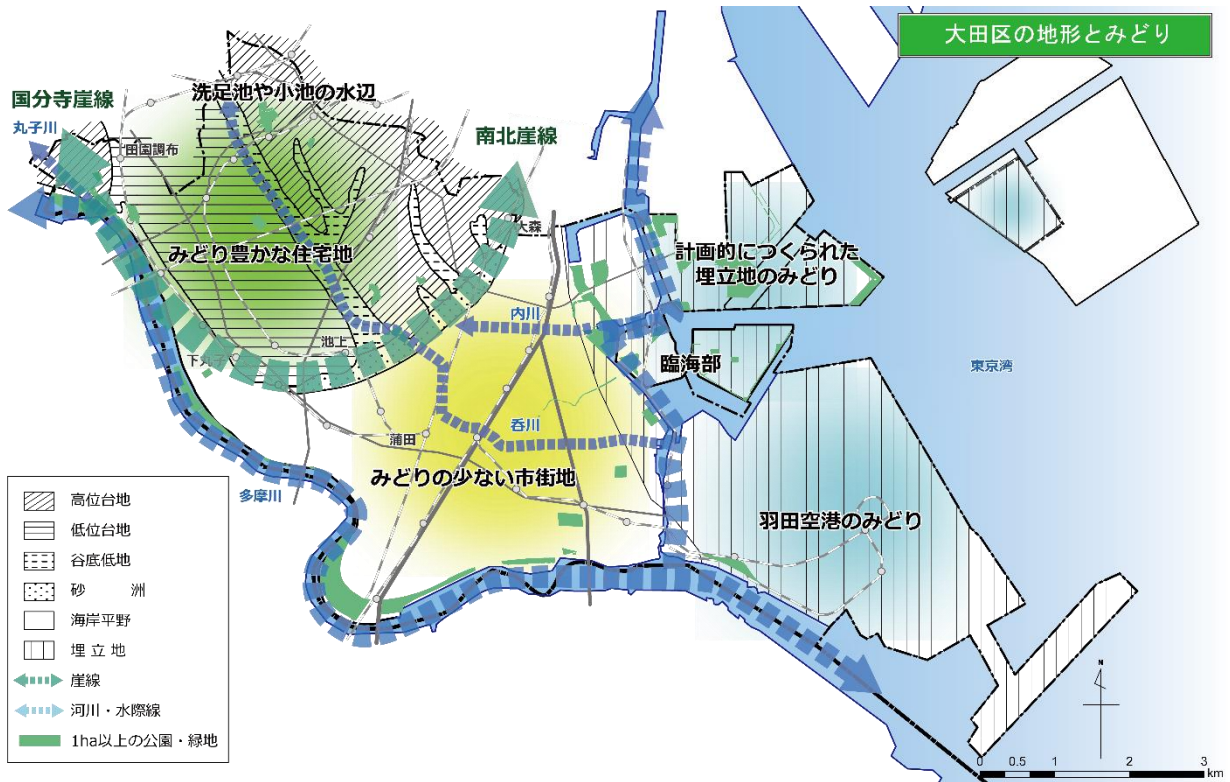 大田区の地形とみどり
洗足池や小池の水辺
国分寺崖線
丸子川
田園調布
南北崖線
大森
みどり豊かな住宅地
計画的につくられた
埋立地のみどり
内川
池上
下丸子
臨海部
東京湾
呑川
蒲田
みどりの少ない市街地
多摩川
羽田空港のみどり
高位台地
低位台地
谷底低地
砂 洲
海岸平野
埋立地
崖線
河川・水際線
1ha以上の公園・緑地
N
0 0.5 1 2 3
km